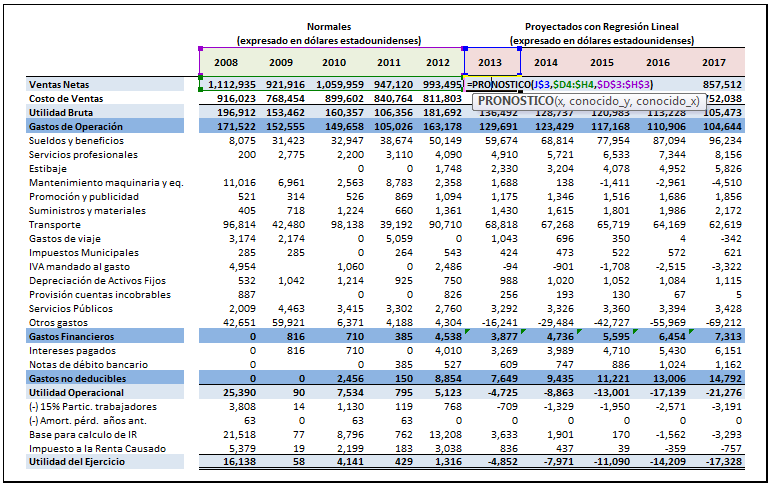 Normales Proyectados con Regresión Lineal
(expresado en dólares estadounidenses) (expresado en dólares estadounidenses)
2008 2009 2010 2011 2012 2013 2014 2015 2016 2017
Ventas Netas 1,112,935 921,916 1,059,959 947,120 993,495 =PRONOSTICO(J$3,$D4:$H4,$D$3:$H$3) 857,512
Costo de Ventas 916,023 768,454 899,602 840,764 811,803 PRONOSTICO(x, conocido_y, conocido_x) 752,038
Utilidad Bruta 196,912 153,462 160,357 106,356 181,692 136,492 128,737 120,983 113,228 105,473
Gastos de Operación 171,522 152,555 149,658 105,026 163,178 129,691 123,429 117,168 110,906 104,644
Sueldos y beneficios 8,075 31,423 32,947 38,674 50,149 59,674 68,814 77,954 87,094 96,234
Servicios profesionales 200 2,775 2,200 3,110 4,090 4,910 5,721 6,533 7,344 8,156
Estibaje 0 0 1,748 2,330 3,204 4,078 4,952 5,826
Mantenimiento maquinaria y eq. 11,016 6,961 2,563 8,783 2,358 1,688 138 -1,411 -2,961 -4,510
Promoción y publicidad 521 314 526 869 1,094 1,175 1,346 1,516 1,686 1,856
Suministros y materiales 405 718 1,224 660 1,361 1,430 1,615 1,801 1,986 2,172
Transporte 96,814 42,480 98,138 39,192 90,710 68,818 67,268 65,719 64,169 62,619
Gastos de viaje 3,174 2,174 0 5,059 0 1,043 696 350 4 -342
Impuestos Municipales 285 285 0 264 543 424 473 522 572 621
IVA mandado al gasto 4,954 1,060 0 2,486 -94 -901 -1,708 -2,515 -3,322
Depreciación de Activos Fijos 532 1,042 1,214 925 750 988 1,020 1,052 1,084 1,115
Provisión cuentas incobrables 887 0 0 826 256 193 130 67 5
Servicios Públicos 2,009 4,463 3,415 3,302 2,760 3,292 3,326 3,360 3,394 3,428
Otros gastos 42,651 59,921 6,371 4,188 4,304 -16,241 -29,484 -42,727 -55,969 -69,212
Gastos Financieros 0 816 710 385 4,538 3,877 4,736 5,595 6,454 7,313
Intereses pagados 0 816 710 0 4,010 3,269 3,989 4,710 5,430 6,151
Notas de débito bancario 0 0 385 527 609 747 886 1,024 1,162
Gastos no deducibles 0 0 2,456 150 8,854 7,649 9,435 11,221 13,006 14,792
Utilidad Operacional 25,390 90 7,534 795 5,123 -4,725 -8,863 -13,001 -17,139 -21,276
(-) 15% Partic. trabajadores 3,808 14 1,130 119 768 -709 -1,329 -1,950 -2,571 -3,191
(-) Amort. pérd. años ant. 63 0 63 63 0 0 0 0 0
Base para calculo de IR 21,518 77 8,796 762 13,208 3,633 1,901 170 -1,562 -3,293
Impuesto a la Renta Causado 5,379 19 2,199 183 3,038 836 437 39 -359 -757
Utilidad del Ejercicio 16,138 58 4,141 429 1,316 -4,852 -7,971 -11,090 -14,209 -17,328